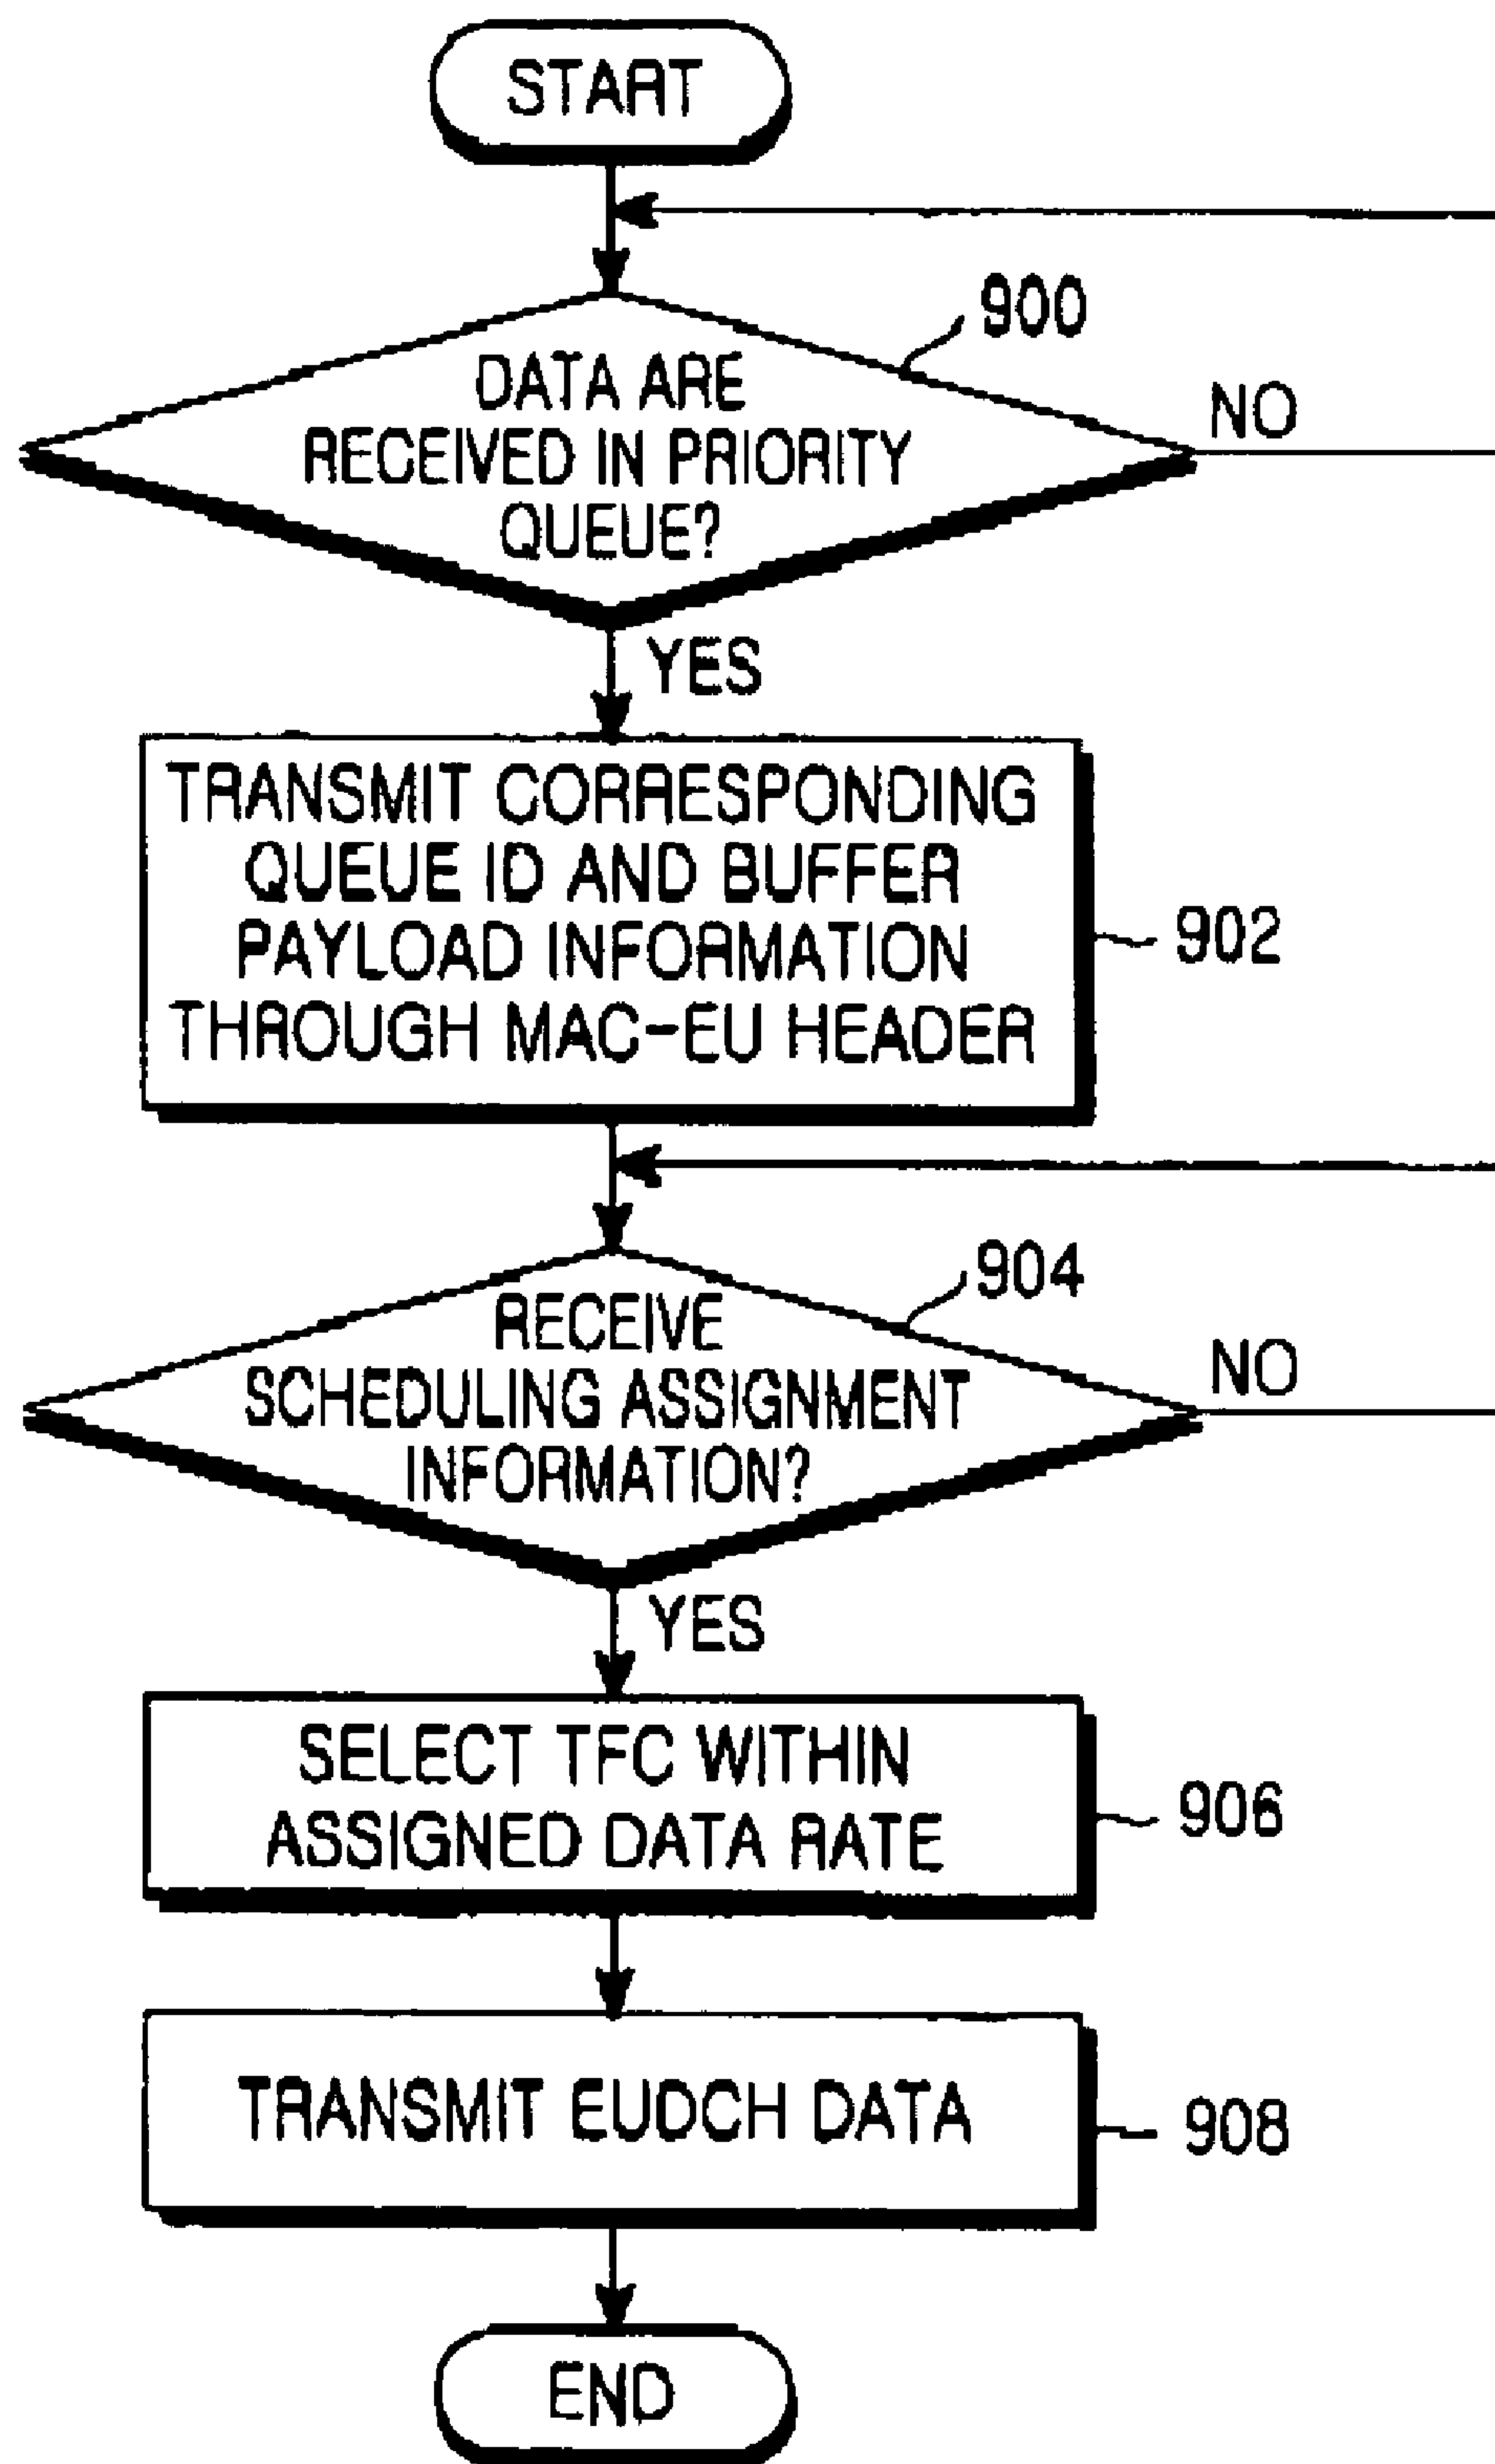 START
900
DATA ARE
RECEIVED IN PRIORITY
QUEUE?
NO
YES
TRANSMIT CORRESPONDING
QUEUE ID AND BUFFER
PAYLOAD INFORMATION
THROUGH MAC-EU HEADER
902
904
RECEIVE
SCHEDULING ASSIGNMENT
INFORMATION?
NO
YES
SELECT TFC WITHIN
ASSIGNED DATA RATE
906
TRANSMIT EUDCH DATA
908
END